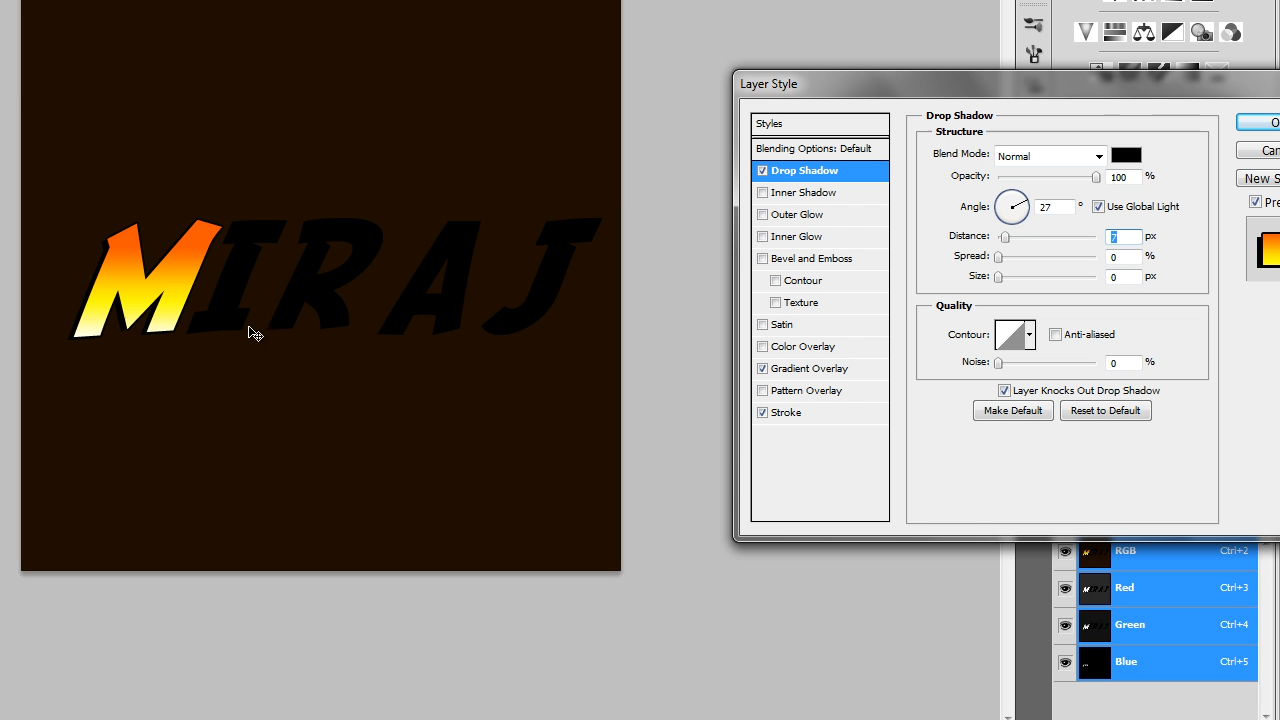 MIRAJ
Layer Style
Styles
Blending Options: Default
Drop Shadow
Inner Shadow
Outer Glow
Inner Glow
Bevel and Emboss
Contour
Texture
Satin
Color Overlay
Gradient Overlay
Pattern Overlay
Stroke
Drop Shadow
Structure
Blend Mode: Normal
Opacity: 100 %
Angle: 27 ° Use Global Light
Distance: 7 px
Spread: 0 %
Size: 0 px
Quality
Contour: Anti-aliased
Noise: 0 %
Layer Knocks Out Drop Shadow
Make Default Reset to Default
O
Can
New S
Pre
RGB Ctrl+2
Red Ctrl+3
Green Ctrl+4
Blue Ctrl+5